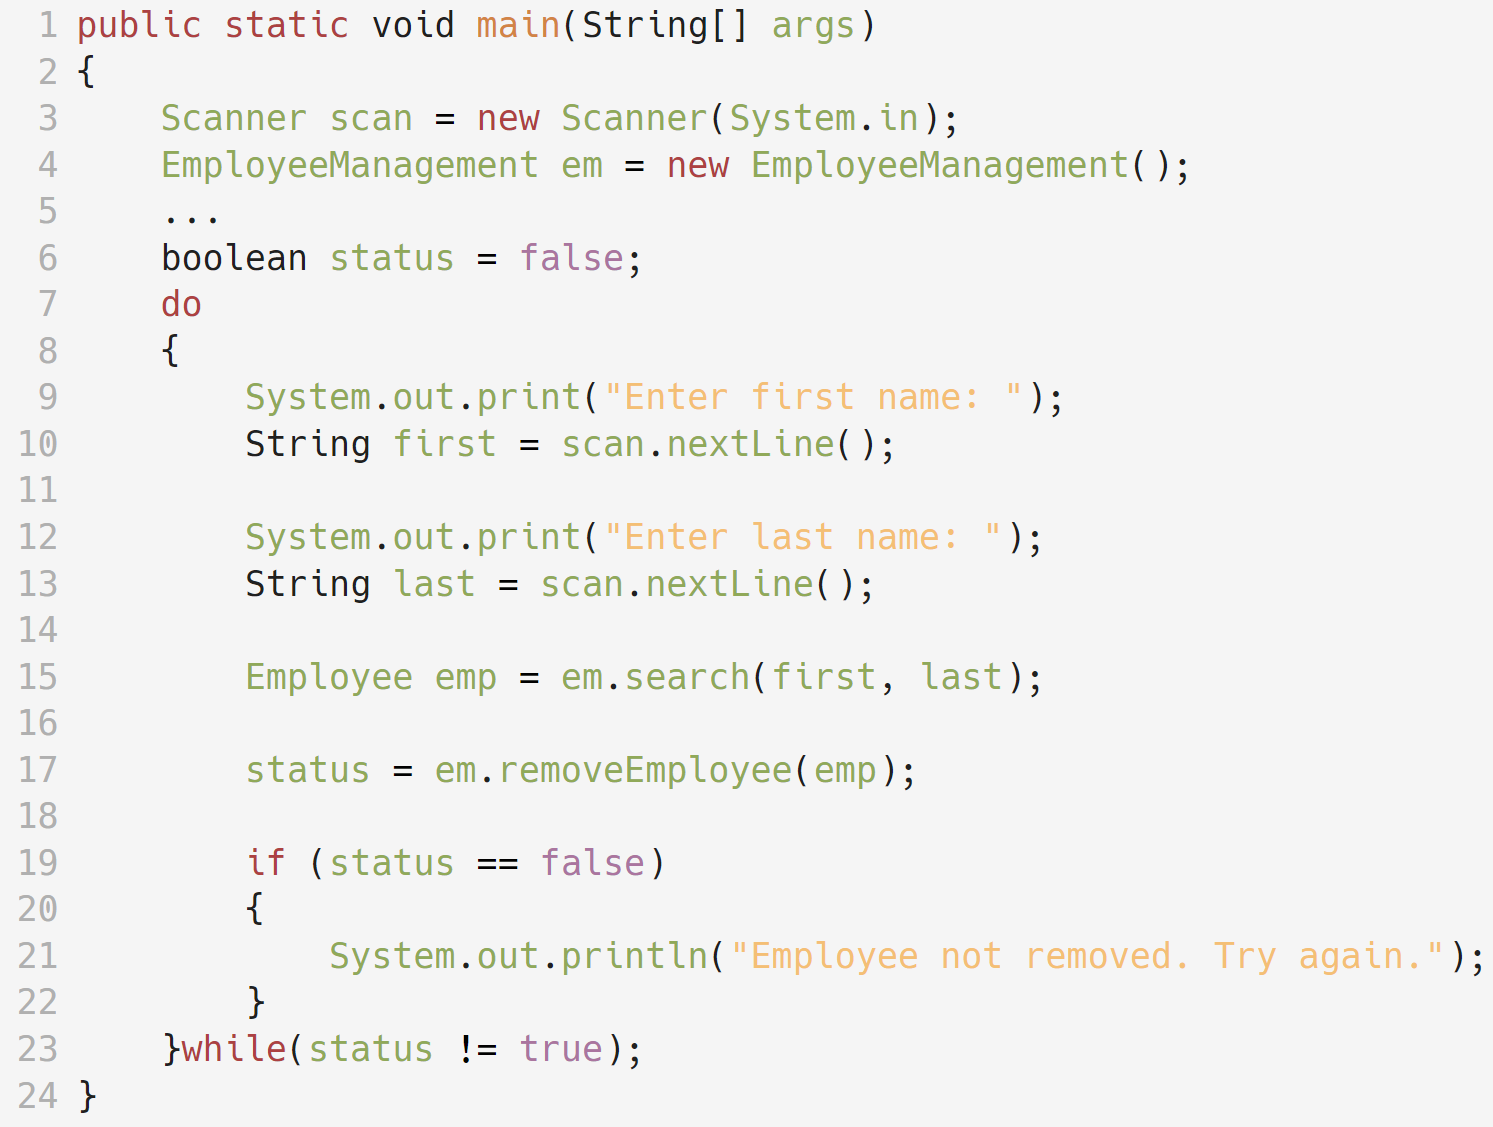 1 public static void main(String[] args)
2 {
3     Scanner scan = new Scanner(System.in);
4     EmployeeManagement em = new EmployeeManagement();
5     ...
6     boolean status = false;
7     do
8     {
9         System.out.print("Enter first name: ");
10         String first = scan.nextLine();
11
12         System.out.print("Enter last name: ");
13         String last = scan.nextLine();
14
15         Employee emp = em.search(first, last);
16
17         status = em.removeEmployee(emp);
18
19         if (status == false)
20         {
21             System.out.println("Employee not removed. Try again.");
22         }
23     }while(status != true);
24 }